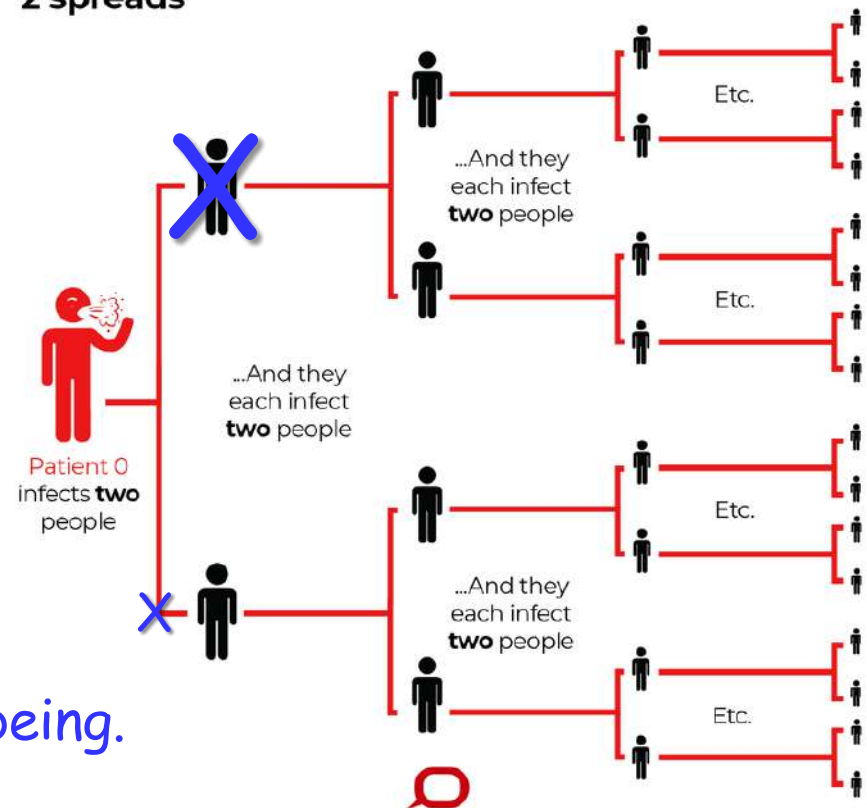 2 spreads
Etc.
...And they
each infect
two people
Etc.
...And they
each infect
two people
Patient 0
infects two
people
Etc.
...And they
each infect
two people
Etc.
being.